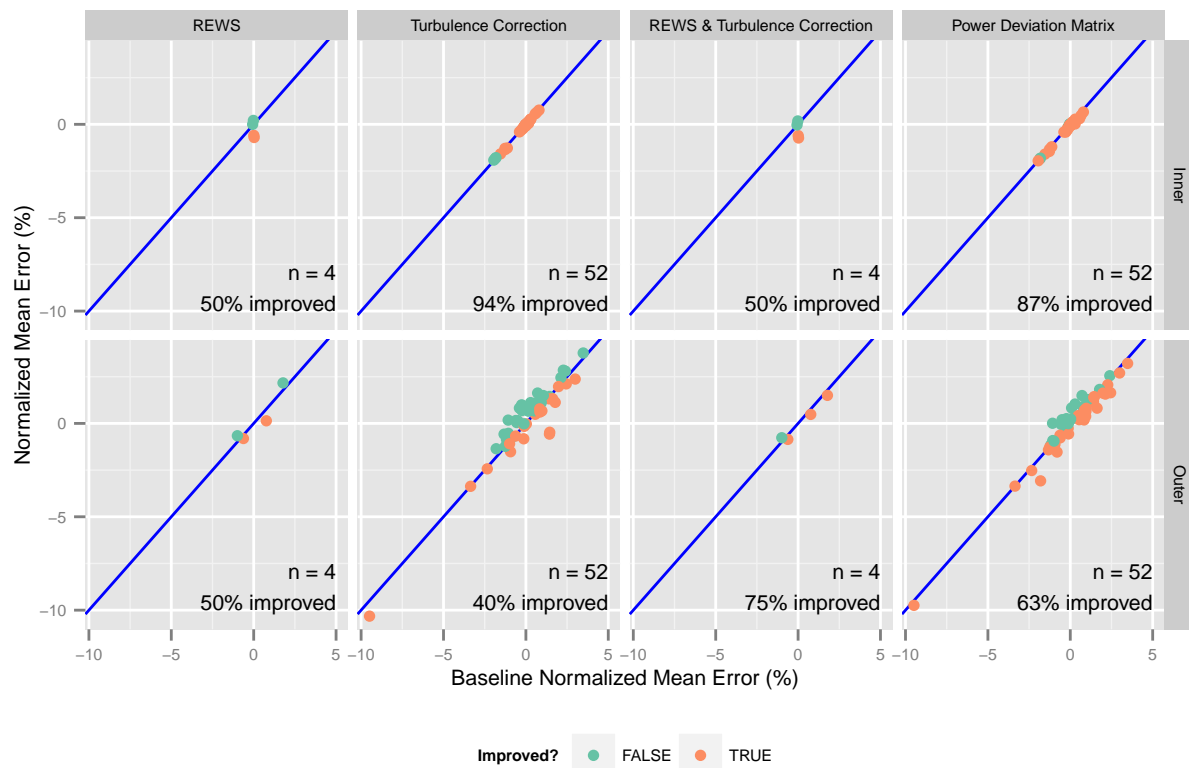 REWS Turbulence Correction REWS & Turbulence Correction Power Deviation Matrix
0
−5
−10
n = 4 n = 52 n = 4 n = 52
50% improved 94% improved 50% improved 87% improved
Inner
0
−5
−10
n = 4 n = 52 n = 4 n = 52
50% improved 40% improved 75% improved 63% improved
Outer
−10 −5 0 5 −10 −5 0 5 −10 −5 0 5 −10 −5 0 5
Normalized Mean Error (%)
Baseline Normalized Mean Error (%)
Improved? FALSE TRUE